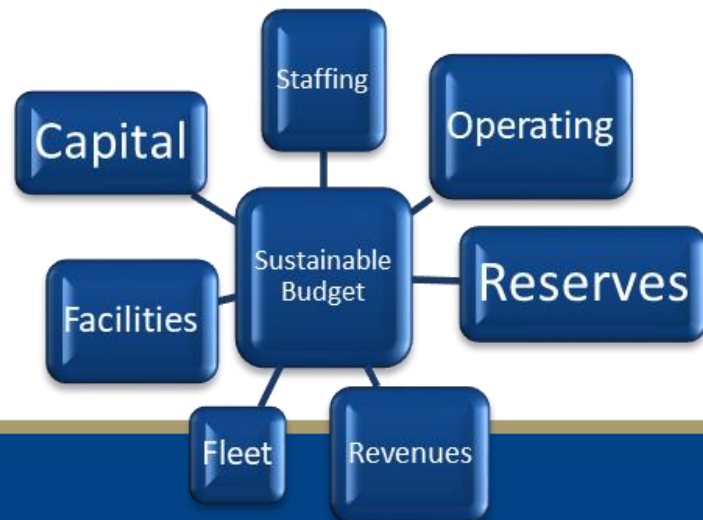 Staffing
Capital
Operating
Sustainable
Budget
Reserves
Facilities
Fleet
Revenues